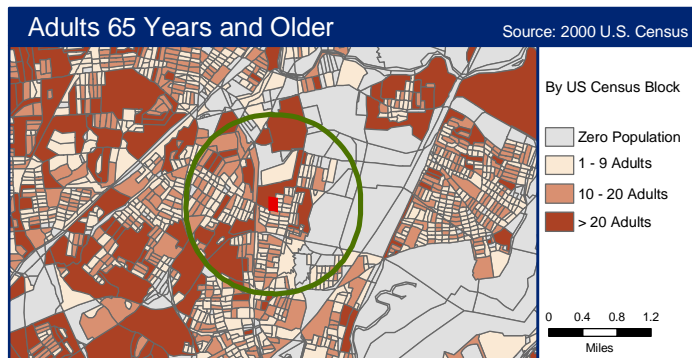 Adults 65 Years and Older
Source: 2000 U.S. Census
By US Census Block
Zero Population
1 - 9 Adults
10 - 20 Adults
> 20 Adults
0 0.4 0.8 1.2
Miles